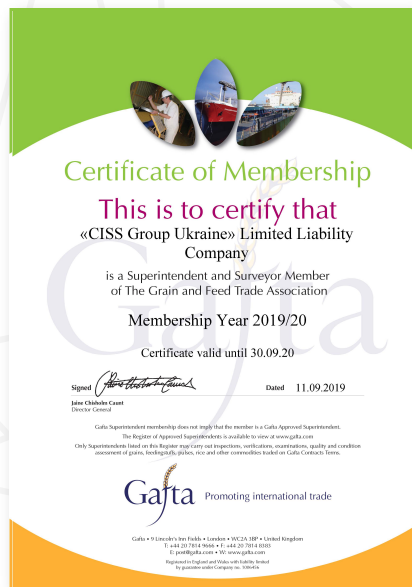 Certificate of Membership
This is to certify that
«CISS Group Ukraine» Limited Liability
Company
is a Superintendent and Surveyor Member
of The Grain and Feed Trade Association
Membership Year 2019/20
Certificate valid until 30.09.20
Signed
Dated 11.09.2019
Jaine Chisholm Caunt
Director General
Gafta Superintendent membership does not imply that the member is a Gafta Approved Superintendent.
The Register of Approved Superintendents is available to view at www.gafta.com
Only Superintendents listed on this Register may carry out inspections, verifications, examinations, quality and condition
assessment of grains, feedingstuffs, pulses, rice and other commodities traded on Gafta Contracts Terms.
Gafta Promoting international trade
Gafta • 9 Lincoln's Inn Fields • London • WC2A 3BP • United Kingdom
T: +44 20 7814 9666 • F: +44 20 7814 8383
E: post@gafta.com • W: www.gafta.com
Registered in England and Wales with liability limited
by guarantee under Company no.